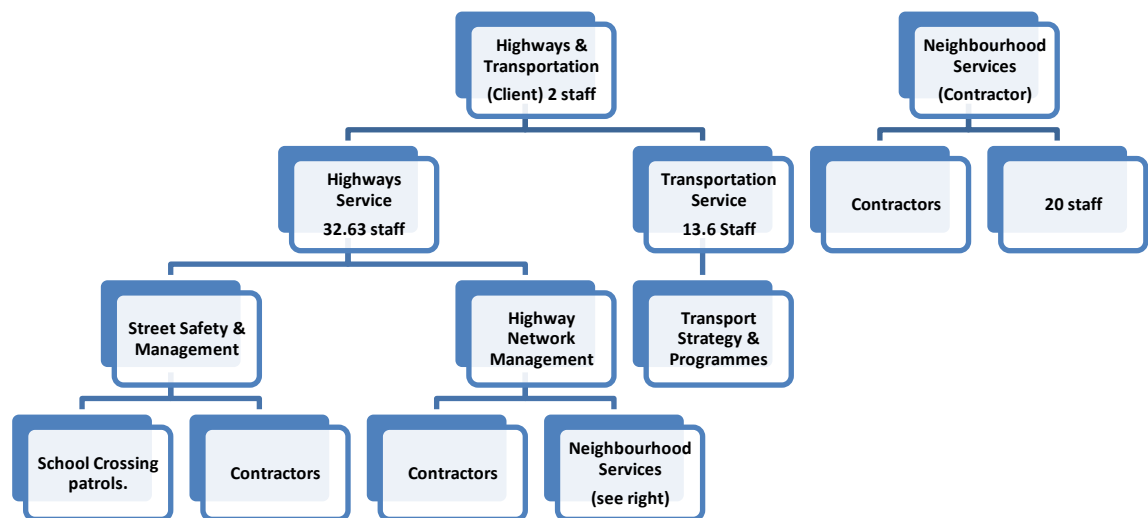 Highways &
Transportation
(Client) 2 staff
Neighbourhood
Services
(Contractor)
Highways
Service
32.63 staff
Transportation
Service
13.6 Staff
Contractors
20 staff
Street Safety &
Management
Highway
Network
Management
Transport
Strategy &
Programmes
School Crossing
patrols.
Contractors
Contractors
Neighbourhood
Services
(see right)